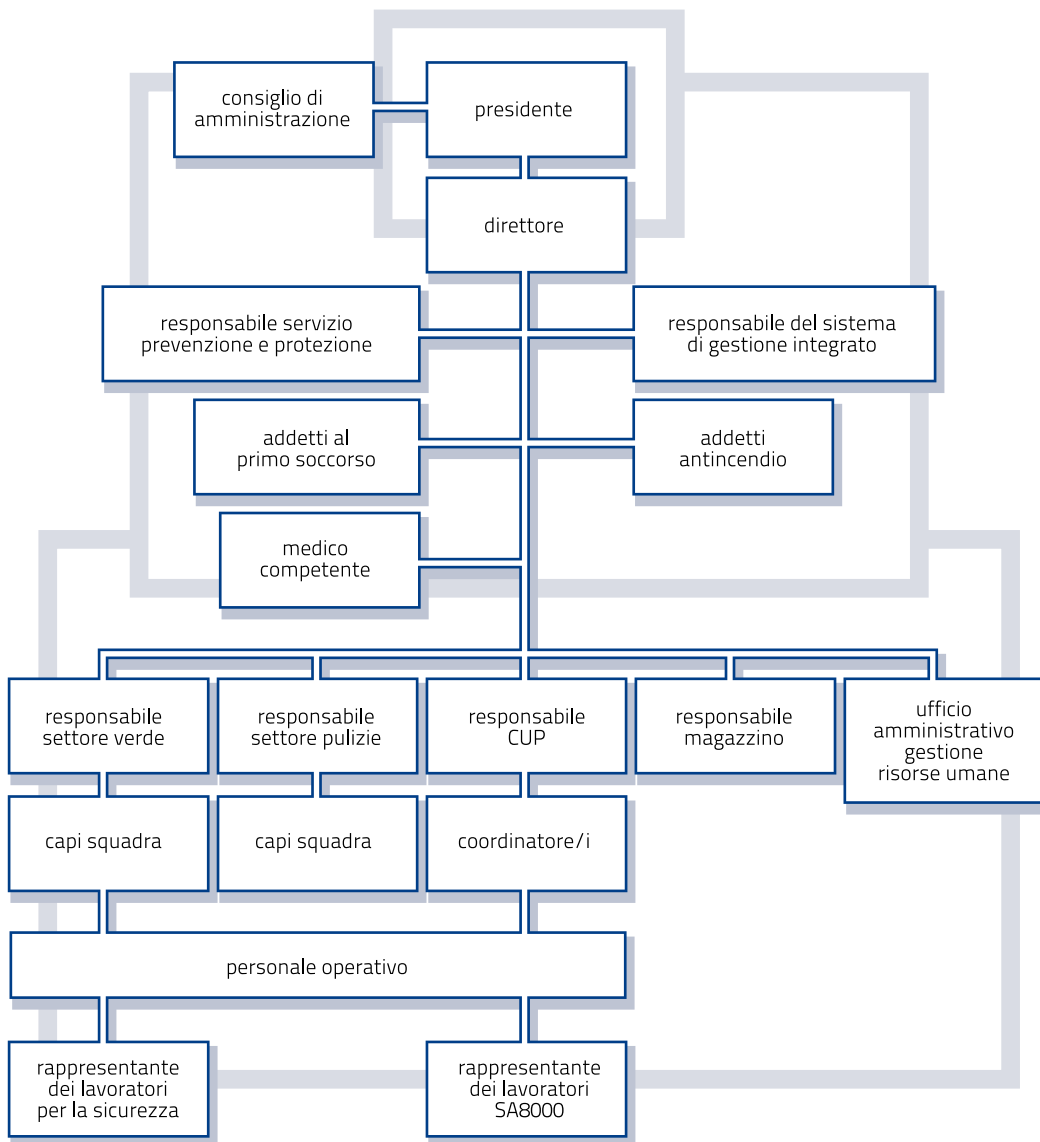 consiglio di
amministrazione
presidente
direttore
responsabile servizio
prevenzione e protezione
responsabile del sistema
di gestione integrato
addetti al
primo soccorso
addetti
antincendio
medico
competente
responsabile
settore verde
responsabile
settore pulizie
responsabile
CUP
responsabile
magazzino
ufficio
amministrativo
gestione
risorse umane
capi squadra
capi squadra
coordinatore/i
personale operativo
rappresentante
dei lavoratori
per la sicurezza
rappresentante
dei lavoratori
SA8000